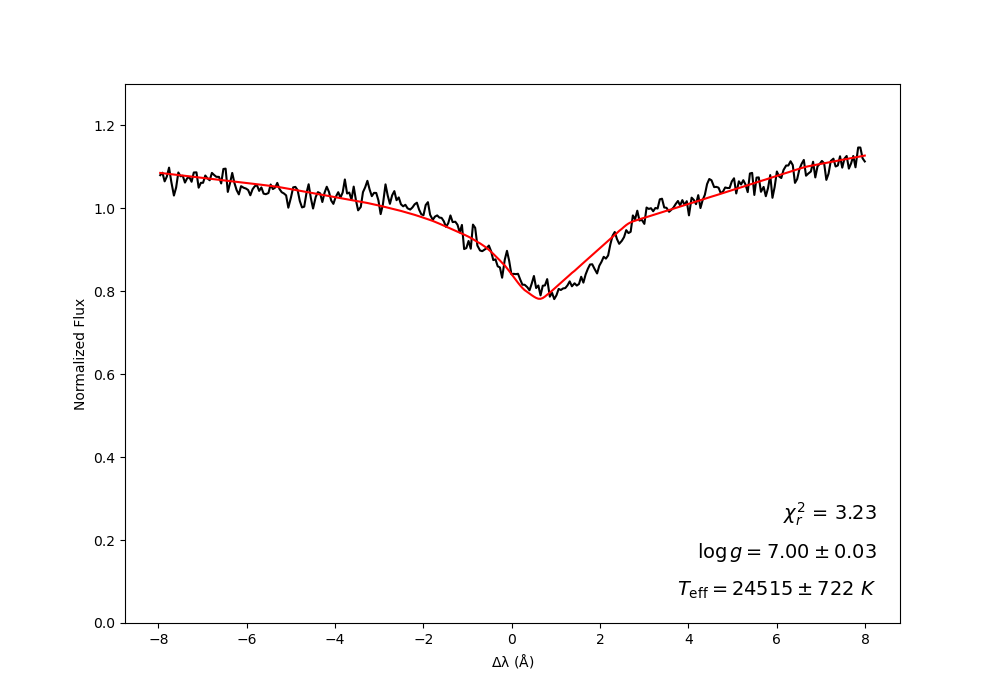 1.2
1.0
0.8
0.6
0.4
0.2
0.0
Normalized Flux
χ²ᵣ = 3.23
log g = 7.00 ± 0.03
T_eff = 24515 ± 722 K
−8 −6 −4 −2 0 2 4 6 8
Δλ (Å)